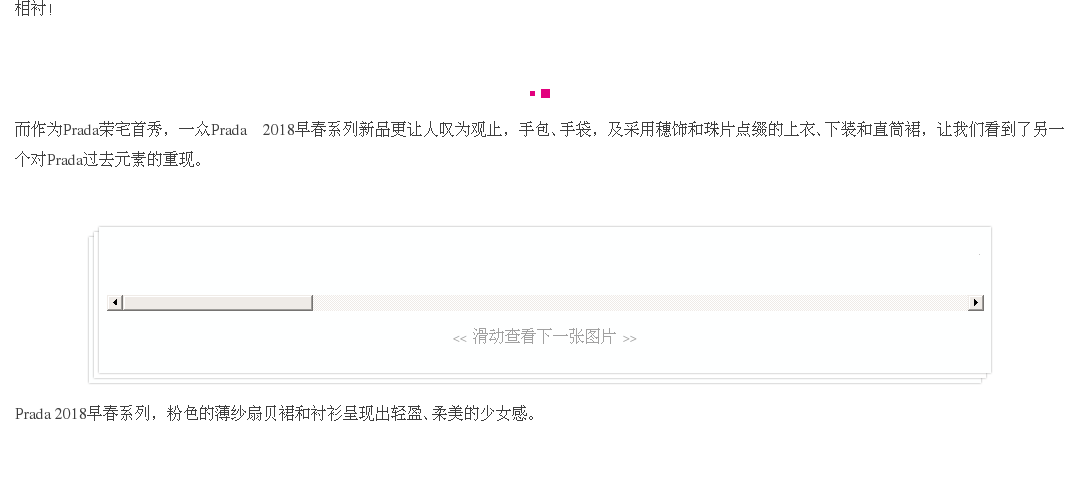 相衬!
而作为Prada荣宅首秀，一众Prada　2018早春系列新品更让人叹为观止，手包、手袋，及采用穗饰和珠片点缀的上衣、下装和直筒裙，让我们看到了另一
个对Prada过去元素的重现。
<< 滑动查看下一张图片 >>
Prada 2018早春系列，粉色的薄纱扇贝裙和衬衫呈现出轻盈、柔美的少女感。